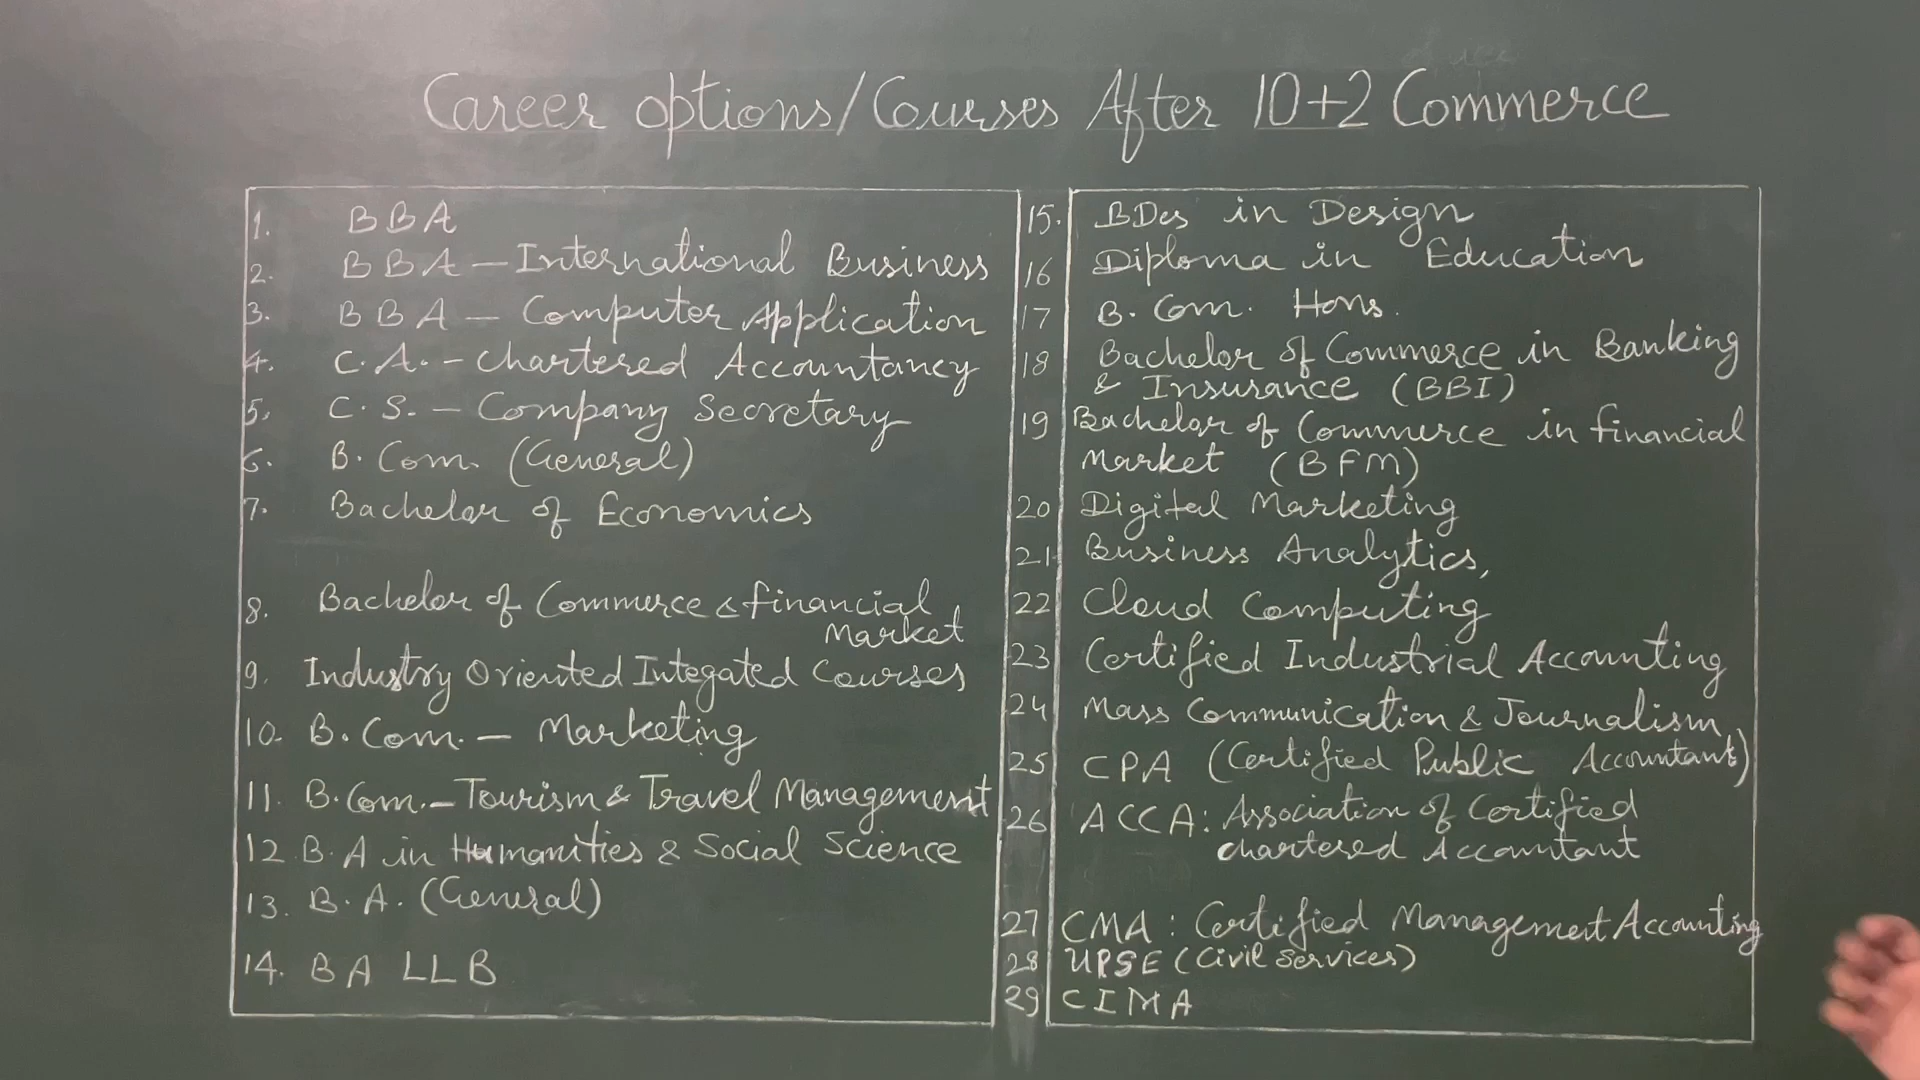 Career options/Courses After 10+2 Commerce
1. BBA
2. BBA - International Business
3. BBA - Computer Application
4. C.A. - Chartered Accountancy
5. C.S. - Company Secretary
6. B. Com. (General)
7. Bachelor of Economics
8. Bachelor of Commerce & financial
Market
9. Industry Oriented Integated Courses
10. B. Com. - Marketing
11. B. Com. - Tourism & Travel Management
12. B. A in Humanities & Social Science
13. B. A. (General)
14. BA LLB
15. BDes in Design
16 Diploma in Education
17 B. Com. Hons.
18 Bachelor of Commerce in Banking
& Insurance (BBI)
19 Bachelor of Commerce in financial
Market (BFM)
20 Digital Marketing
21 Business Analytics,
22 Cloud Computing
23 Certified Industrial Accounting
24 Mass Communication & Journalism
25 CPA (Certified Public Accountant)
26 ACCA: Association of Certified
chartered Accountant
27 CMA: Certified Management Accounting
28 UPSE (Civil Services)
29 CIMA